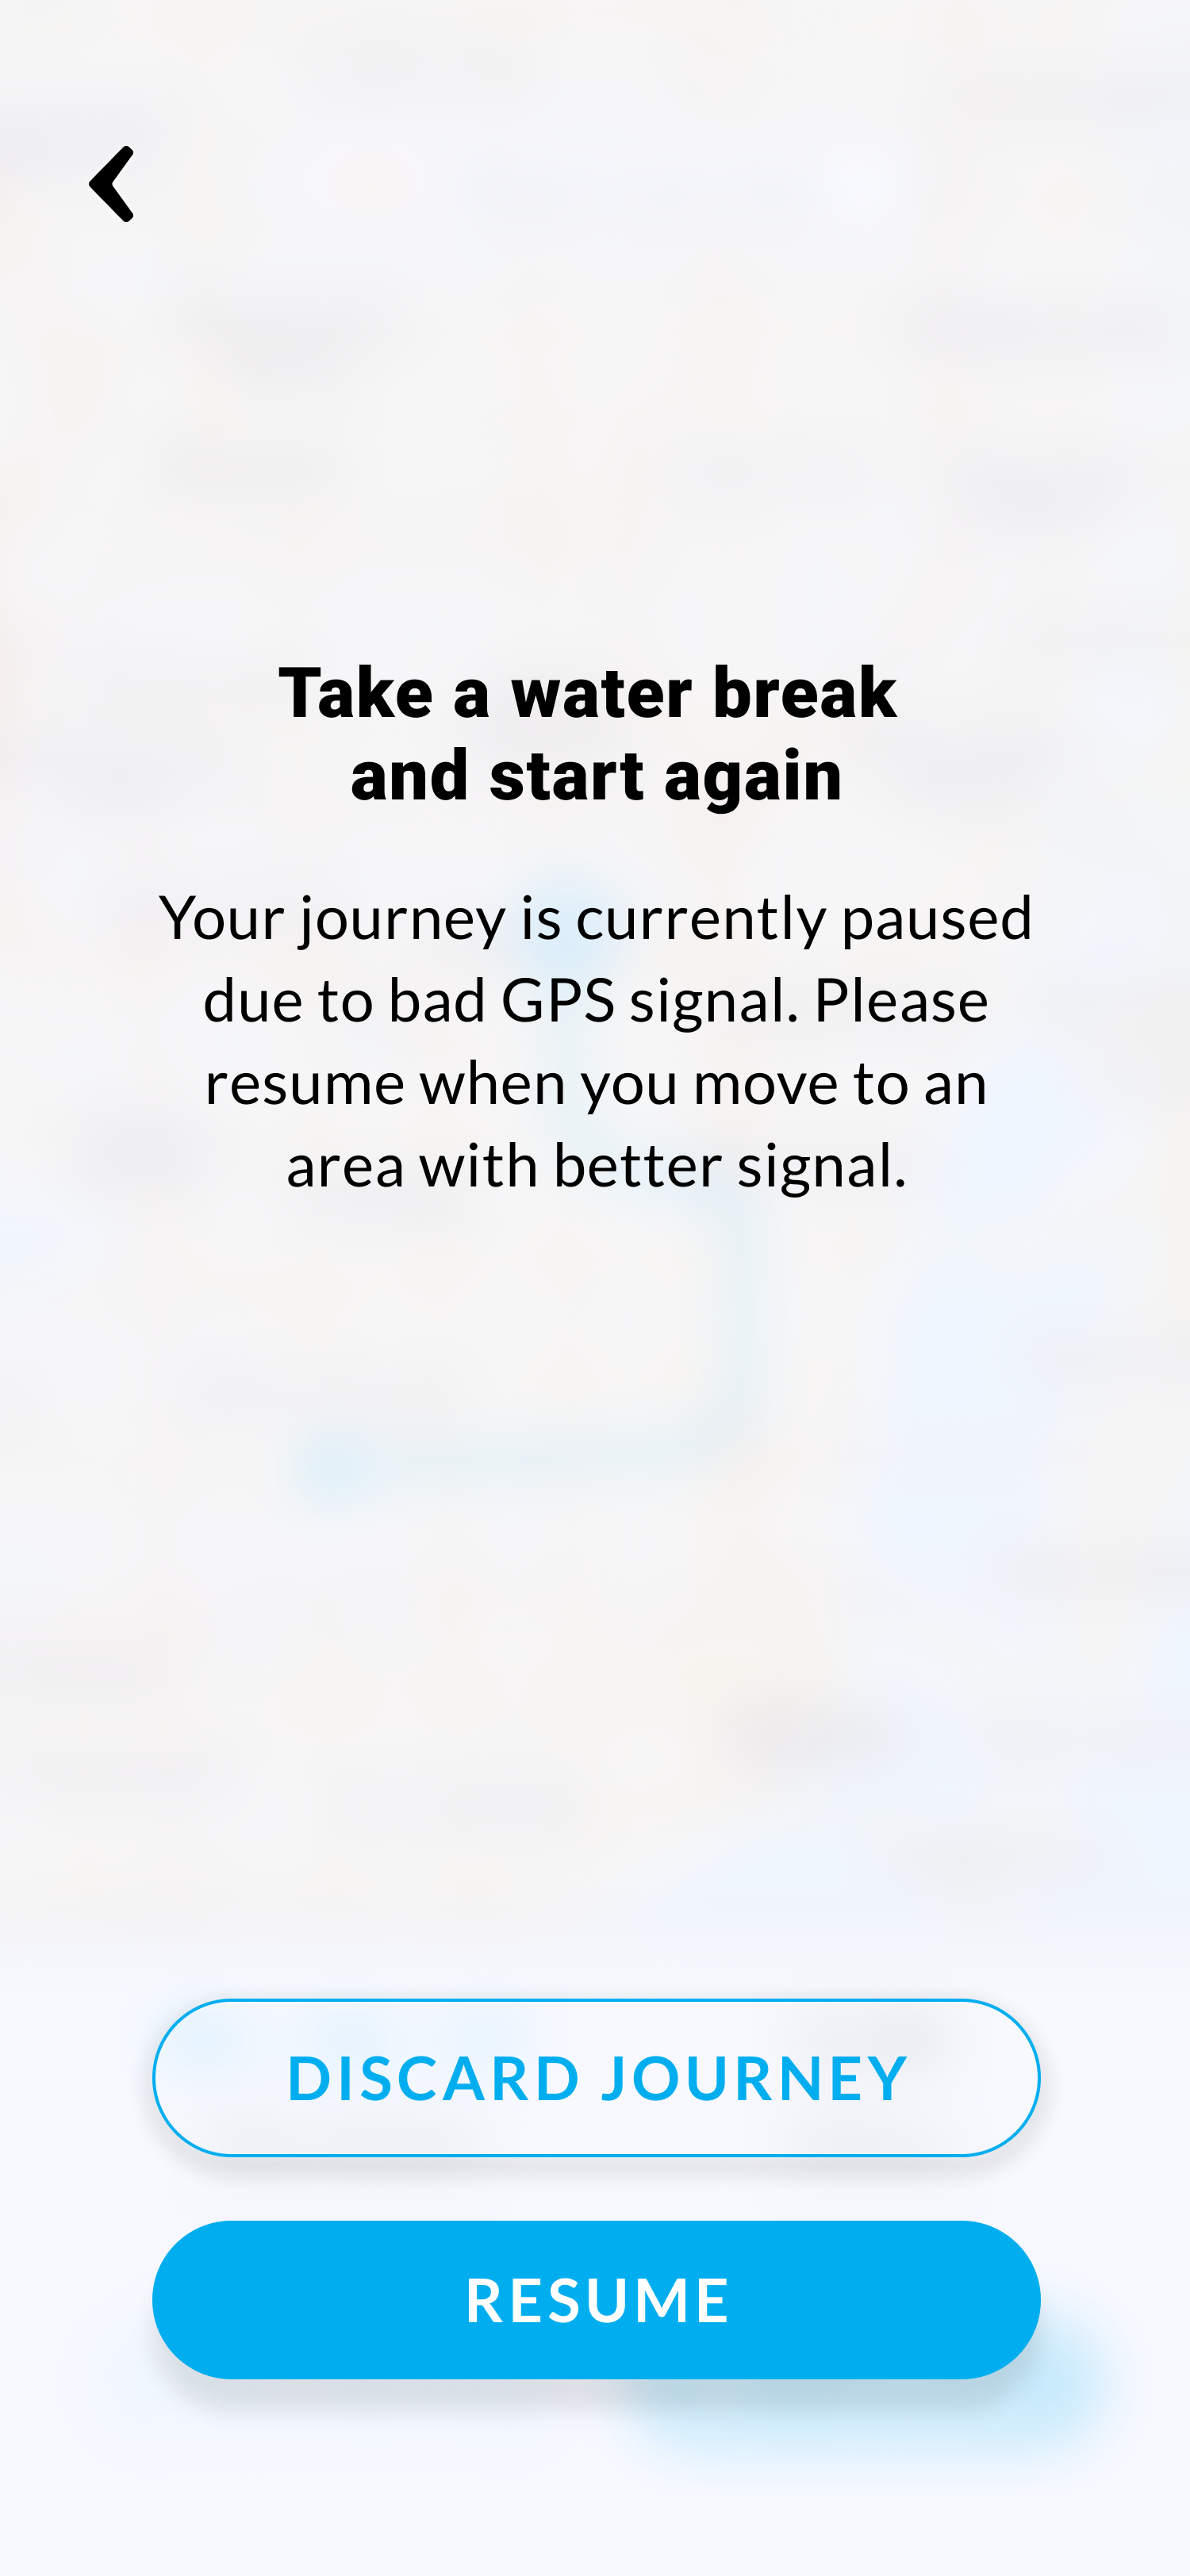 Take a water break
and start again
Your journey is currently paused
due to bad GPS signal. Please
resume when you move to an
area with better signal.
DISCARD JOURNEY
RESUME